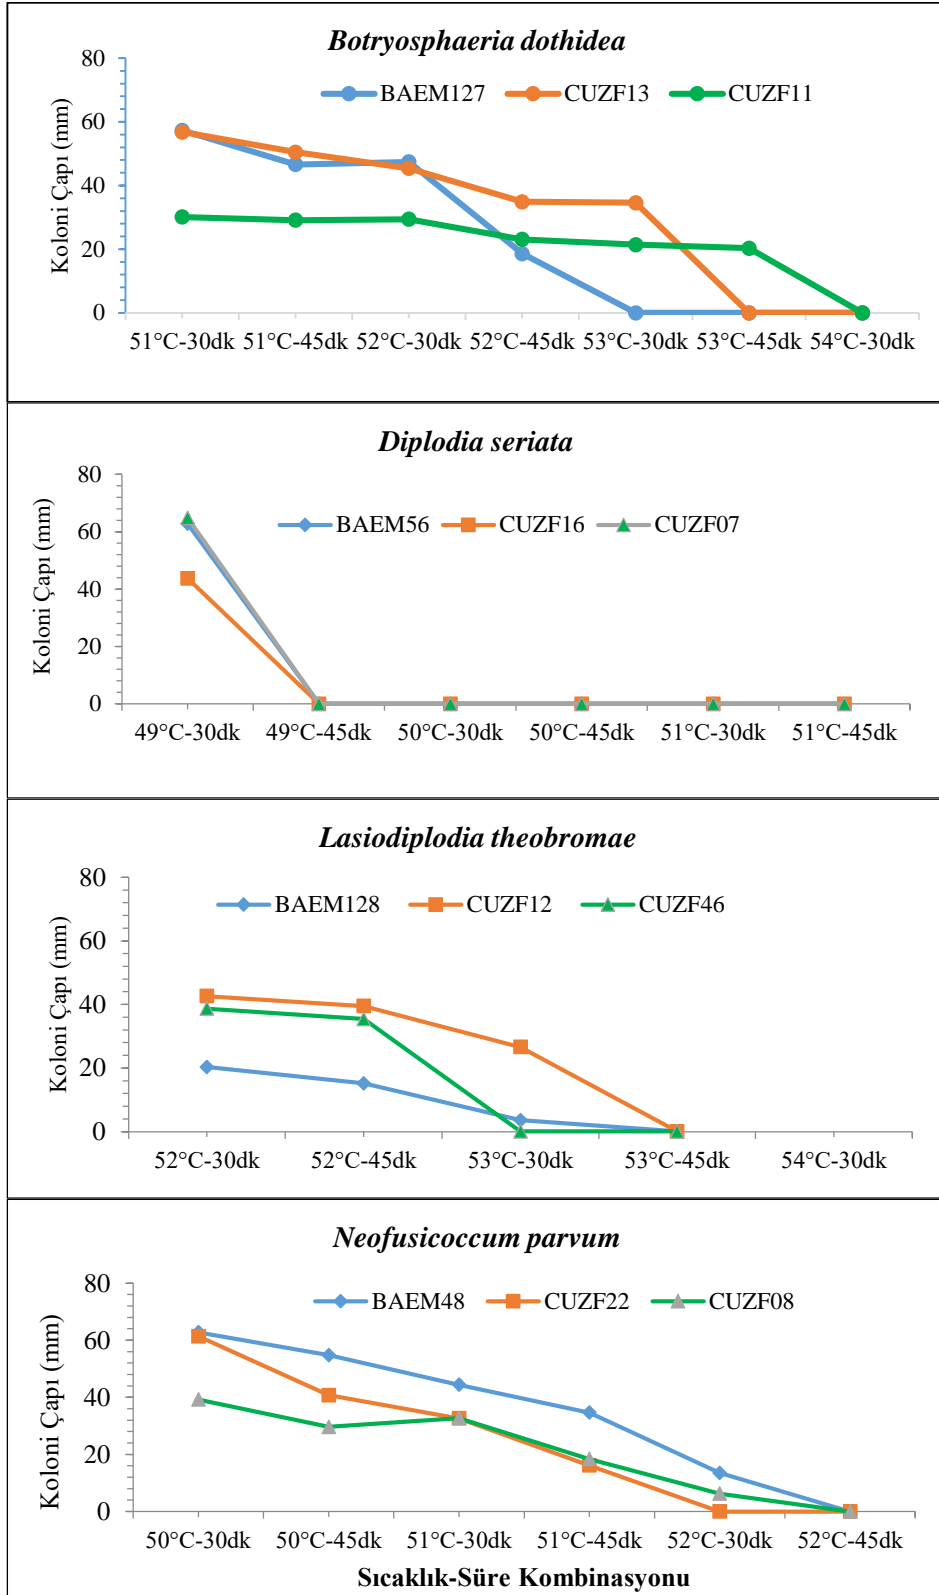 Botryosphaeria dothidea
80
BAEM127 CUZF13 CUZF11
60
40
20
0
Koloni Çapı (mm)
51°C-30dk 51°C-45dk 52°C-30dk 52°C-45dk 53°C-30dk 53°C-45dk 54°C-30dk
Diplodia seriata
80
BAEM56 CUZF16 CUZF07
60
40
20
0
Koloni Çapı (mm)
49°C-30dk 49°C-45dk 50°C-30dk 50°C-45dk 51°C-30dk 51°C-45dk
Lasiodiplodia theobromae
80
BAEM128 CUZF12 CUZF46
60
40
20
0
Koloni Çapı (mm)
52°C-30dk 52°C-45dk 53°C-30dk 53°C-45dk 54°C-30dk
Neofusicoccum parvum
80
BAEM48 CUZF22 CUZF08
60
40
20
0
Koloni Çapı (mm)
50°C-30dk 50°C-45dk 51°C-30dk 51°C-45dk 52°C-30dk 52°C-45dk
Sıcaklık-Süre Kombinasyonu